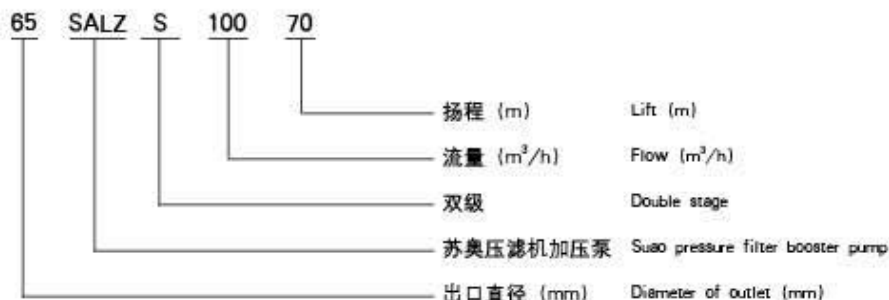 65 SALZ S 100 70
扬程 (m) Lift (m)
流量 (m³/h) Flow (m³/h)
双级 Double stage
苏奥压滤机加压泵 Suao pressure filter booster pump
出口直径 (mm) Diameter of outlet (mm)